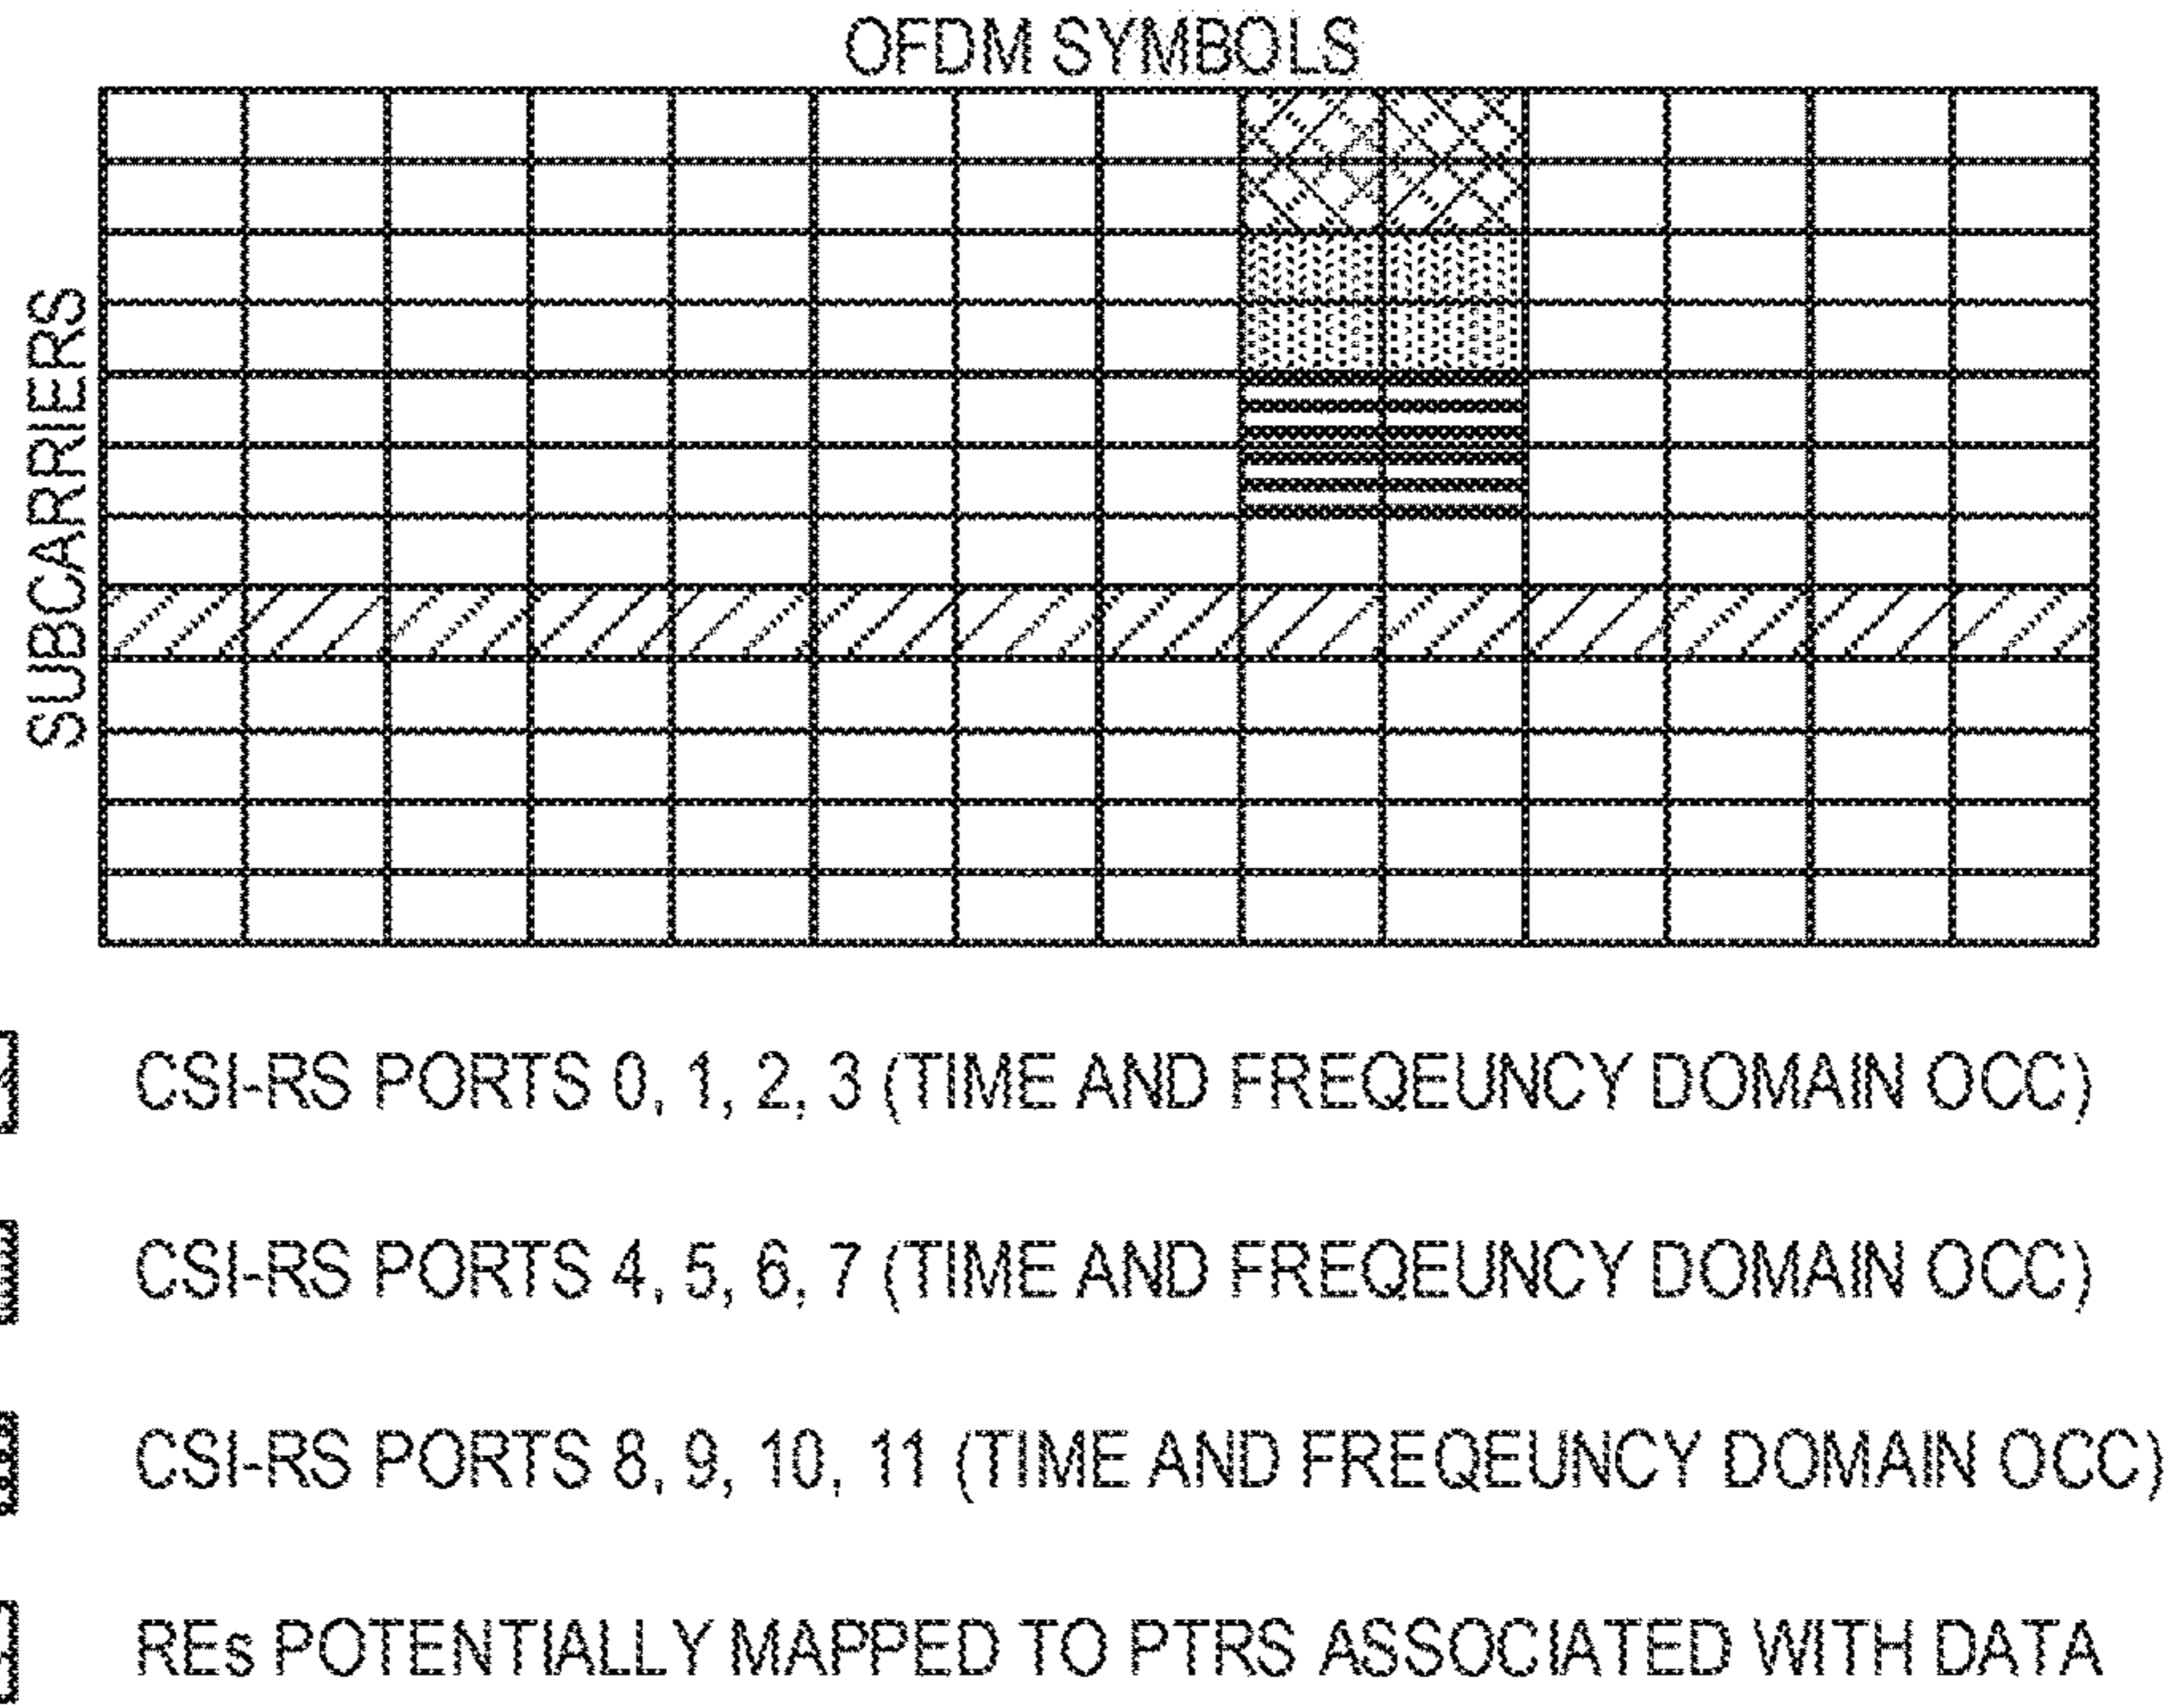 OFDM SYMBOLS
SUBCARRIERS
CSI-RS PORTS 0, 1, 2, 3 (TIME AND FREQEUNCY DOMAIN OCC)
CSI-RS PORTS 4, 5, 6, 7 (TIME AND FREQEUNCY DOMAIN OCC)
CSI-RS PORTS 8, 9, 10, 11 (TIME AND FREQEUNCY DOMAIN OCC)
REs POTENTIALLY MAPPED TO PTRS ASSOCIATED WITH DATA